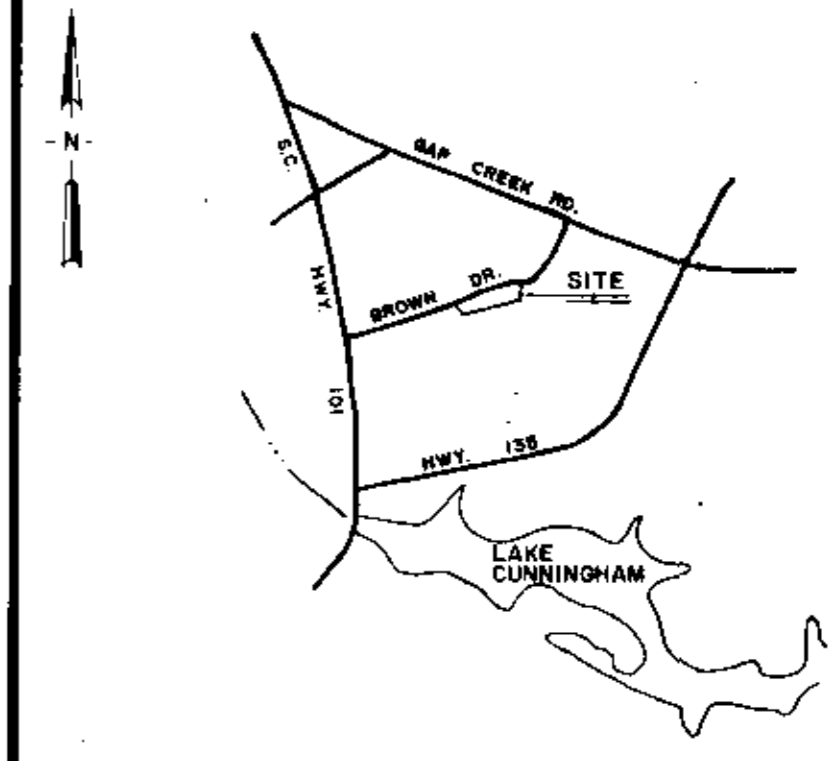 - N -
S.C. HWY. 101
GAP CREEK RD.
BROWN DR.
SITE
HWY. 135
LAKE
CUNNINGHAM